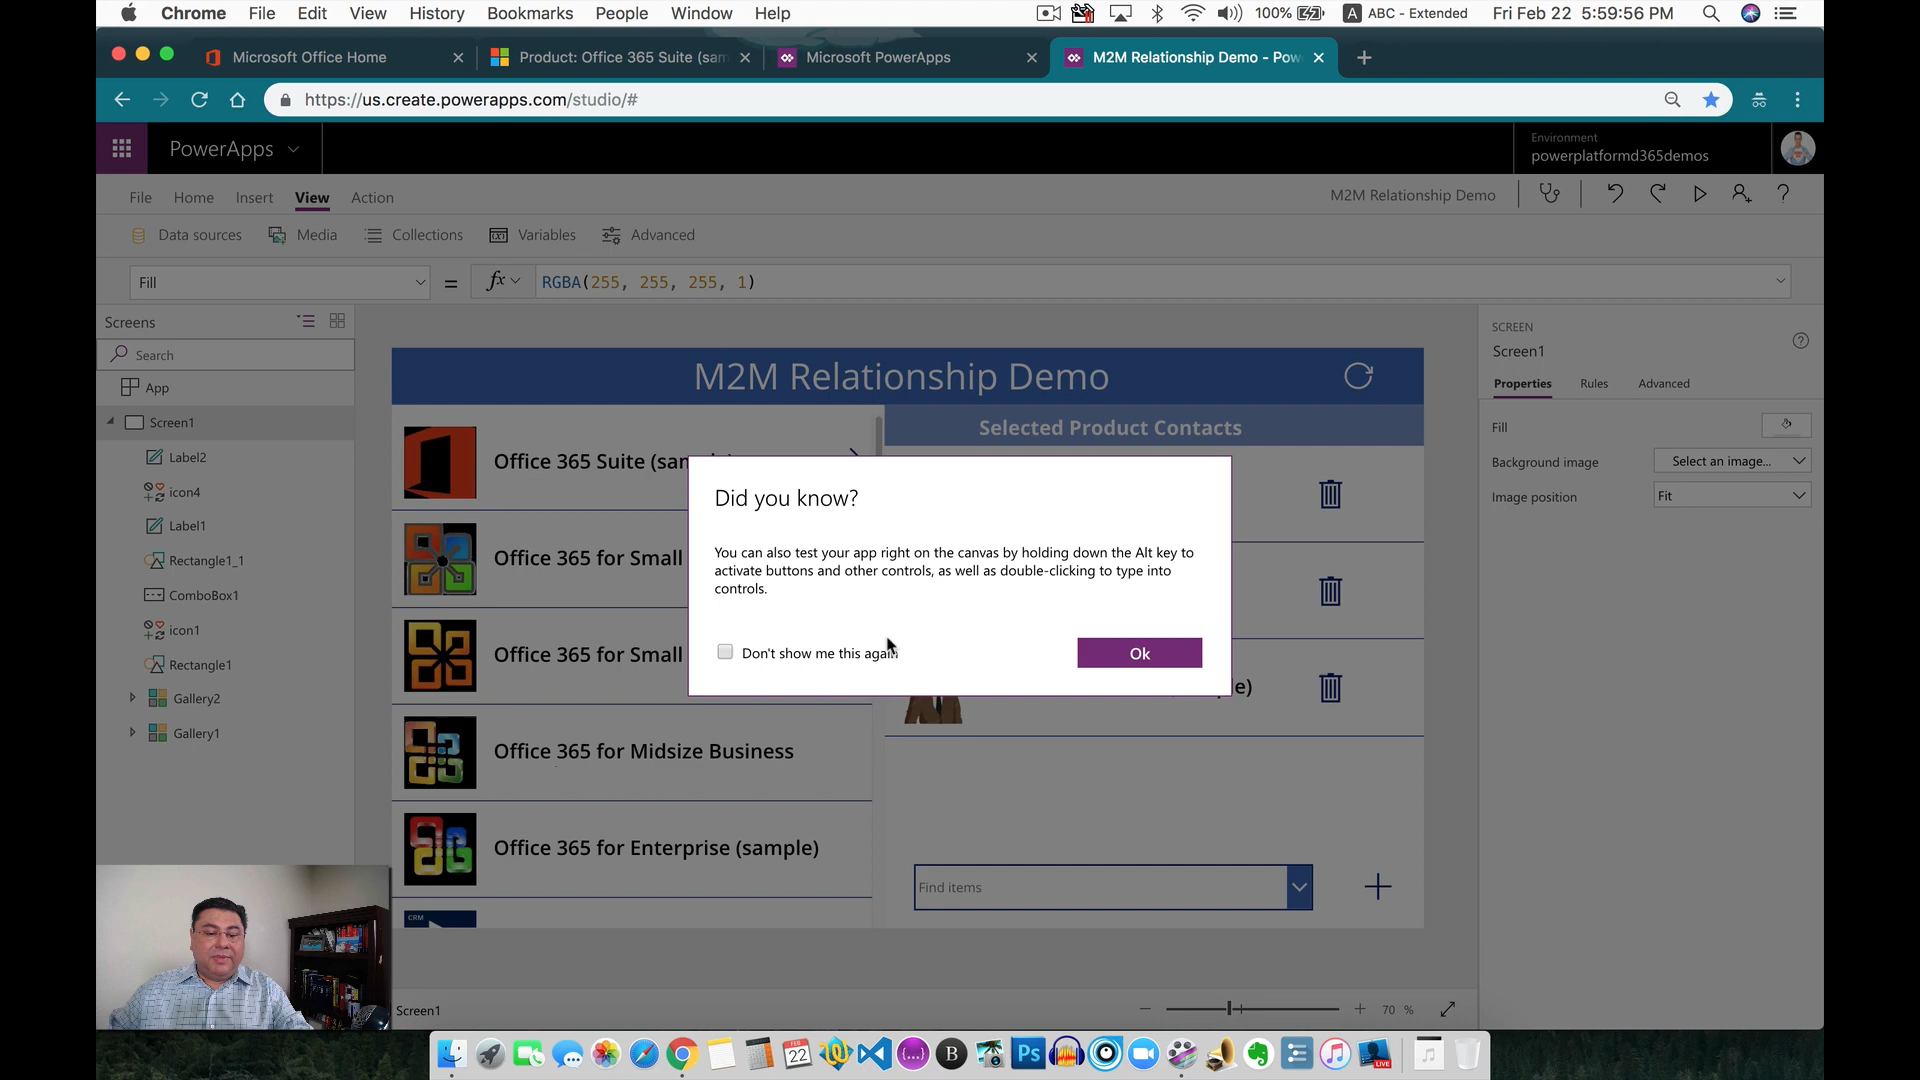 Chrome File Edit View History Bookmarks People Window Help 100% A ABC - Extended Fri Feb 22 5:59:56 PM
Microsoft Office Home Product: Office 365 Suite (sam Microsoft PowerApps M2M Relationship Demo - Pow
https://us.create.powerapps.com/studio/#
PowerApps
Environment
powerplatformd365demos
File Home Insert View Action M2M Relationship Demo
Data sources Media Collections Variables Advanced
Fill = fx RGBA(255, 255, 255, 1)
Screens
Search
App
Screen1
Label2
icon4
Label1
Rectangle1_1
ComboBox1
icon1
Rectangle1
Gallery2
Gallery1
M2M Relationship Demo
Selected Product Contacts
Office 365 Suite
Office 365 for Small
Office 365 for Small
Office 365 for Midsize Business
Office 365 for Enterprise (sample)
CRM
Did you know?
You can also test your app right on the canvas by holding down the Alt key to
activate buttons and other controls, as well as double-clicking to type into
controls.
Don't show me this again
Ok
e)
Find items
SCREEN
Screen1
Properties Rules Advanced
Fill
Background image Select an image...
Image position Fit
Screen1
70 %
FEB
22
{...}
B
Ps
LIVE